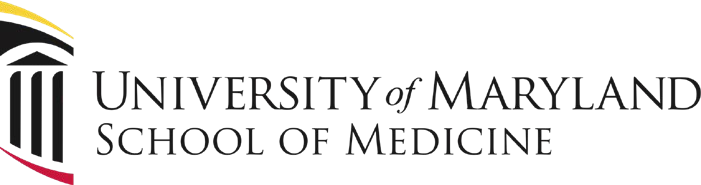 University of Maryland
School of Medicine